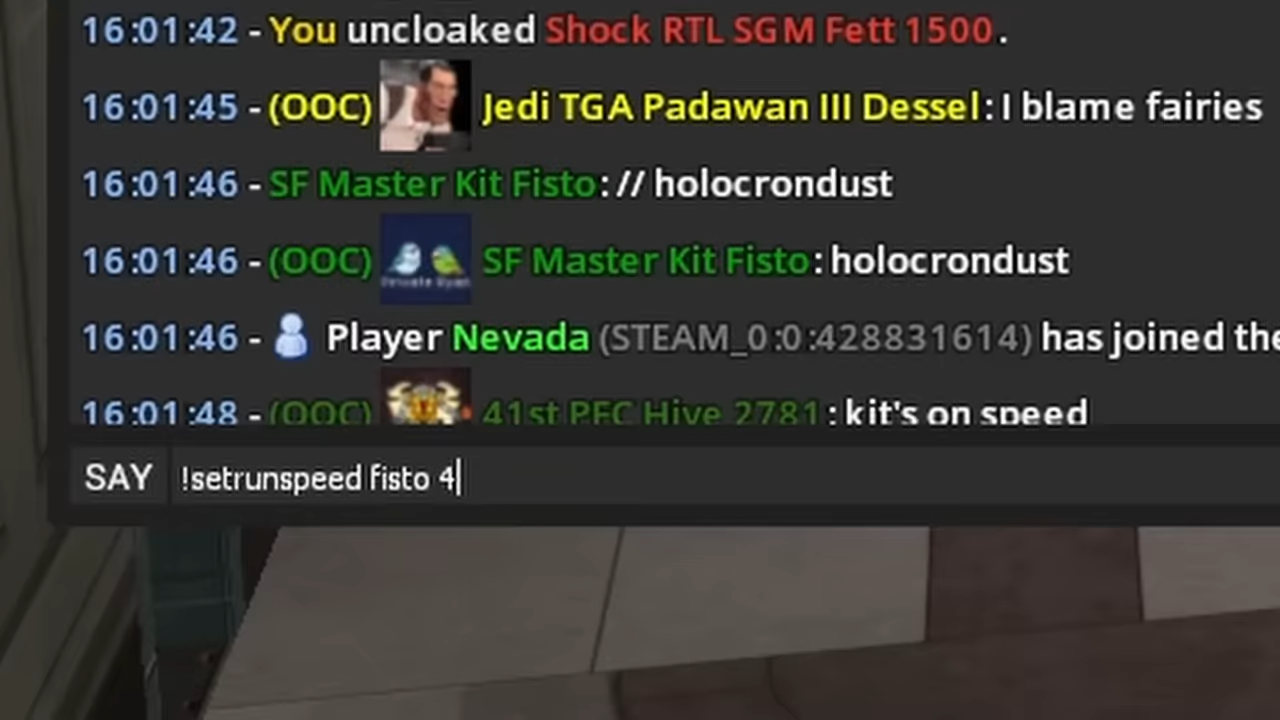 16:01:42 - You uncloaked Shock RTL SGM Fett 1500.
16:01:45 - (OOC) Jedi TGA Padawan III Dessel: I blame fairies
16:01:46 - SF Master Kit Fisto: // holocrondust
16:01:46 - (OOC) SF Master Kit Fisto: holocrondust
16:01:46 - Player Nevada (STEAM_0:0:428831614) has joined the
16:01:48 - (OOC) 41st PFC Hive 2781: kit's on speed
SAY !setrunspeed fisto 4